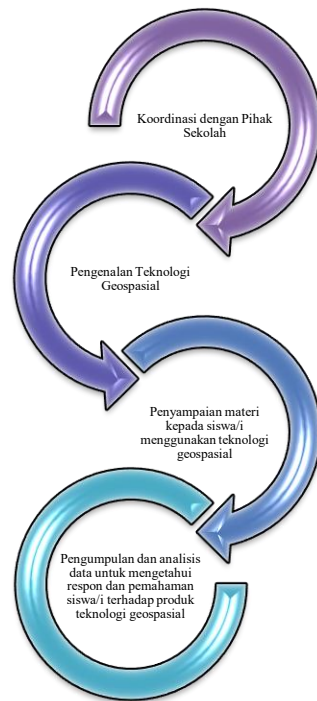 Koordinasi dengan Pihak
Sekolah
Pengenalan Teknologi
Geospasial
Penyampaian materi
kepada siswa/i
menggunakan teknologi
geospasial
Pengumpulan dan analisis
data untuk mengetahui
respon dan pemahaman
siswa/i terhadap produk
teknologi geospasial